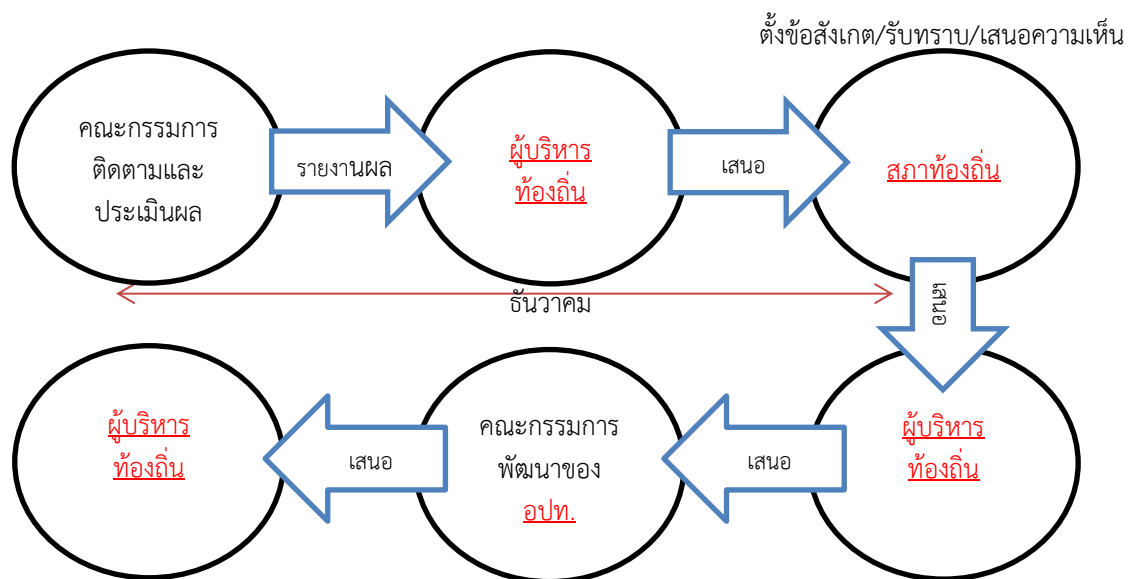 ตั้งข้อสังเกต/รับทราบ/เสนอความเห็น
คณะกรรมการ
ติดตามและ
ประเมินผล
รายงานผล
ผู้บริหาร
ท้องถิ่น
เสนอ
สภาท้องถิ่น
ธันวาคม
เสนอ
ผู้บริหาร
ท้องถิ่น
เสนอ
คณะกรรมการ
พัฒนาของ
อปท.
เสนอ
ผู้บริหาร
ท้องถิ่น